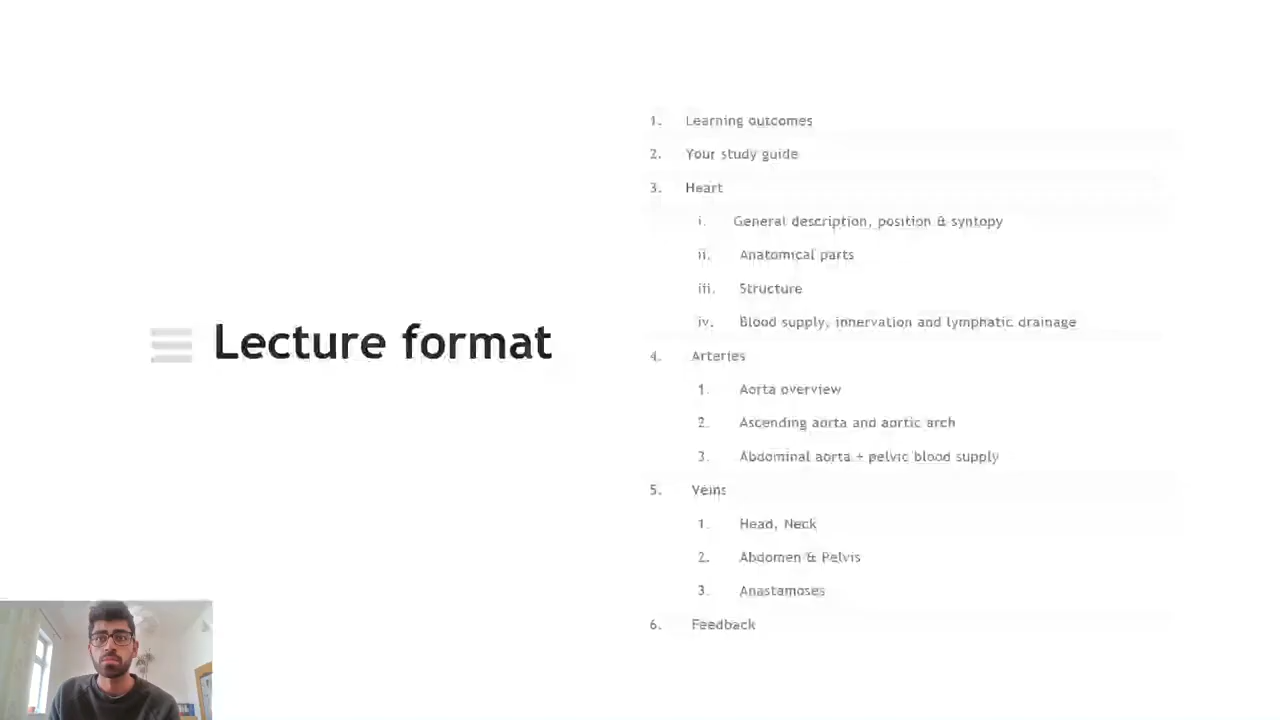 Lecture format
1. Learning outcomes
2. Your study guide
3. Heart
i. General description, position & syntopy
ii. Anatomical parts
iii. Structure
iv. Blood supply, innervation and lymphatic drainage
4. Arteries
1. Aorta overview
2. Ascending aorta and aortic arch
3. Abdominal aorta + pelvic blood supply
5. Veins
1. Head, Neck
2. Abdomen & Pelvis
3. Anastamoses
6. Feedback